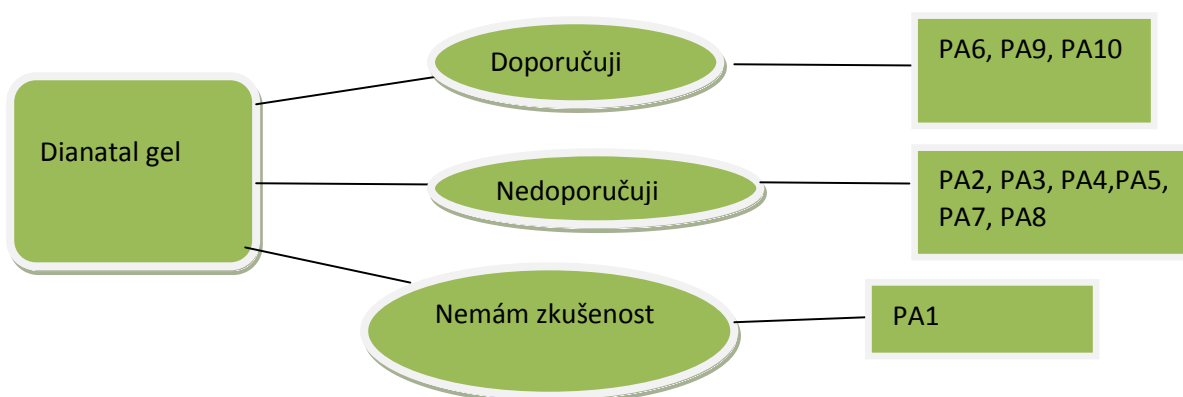 Dianatal gel
Doporučuji
PA6, PA9, PA10
Nedoporučuji
PA2, PA3, PA4,PA5,
PA7, PA8
Nemám zkušenost
PA1